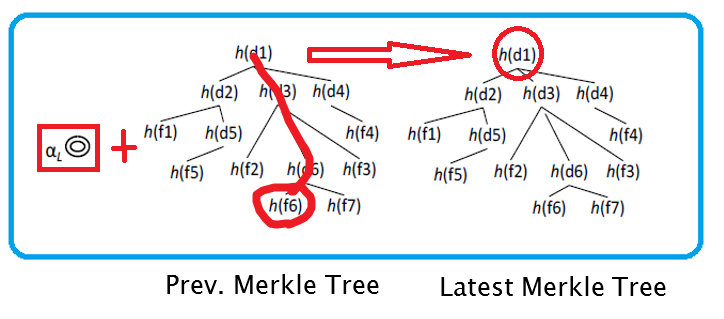 h(d1) h(d1)
h(d2) h(d3) h(d4) h(d2) h(d3) h(d4)
αL + h(f1) h(d5) h(f4) h(f1) h(d5) h(f4)
h(f5) h(f2) h(d6) h(f3) h(f5) h(f2) h(d6) h(f3)
h(f6) h(f7) h(f6) h(f7)
Prev. Merkle Tree Latest Merkle Tree